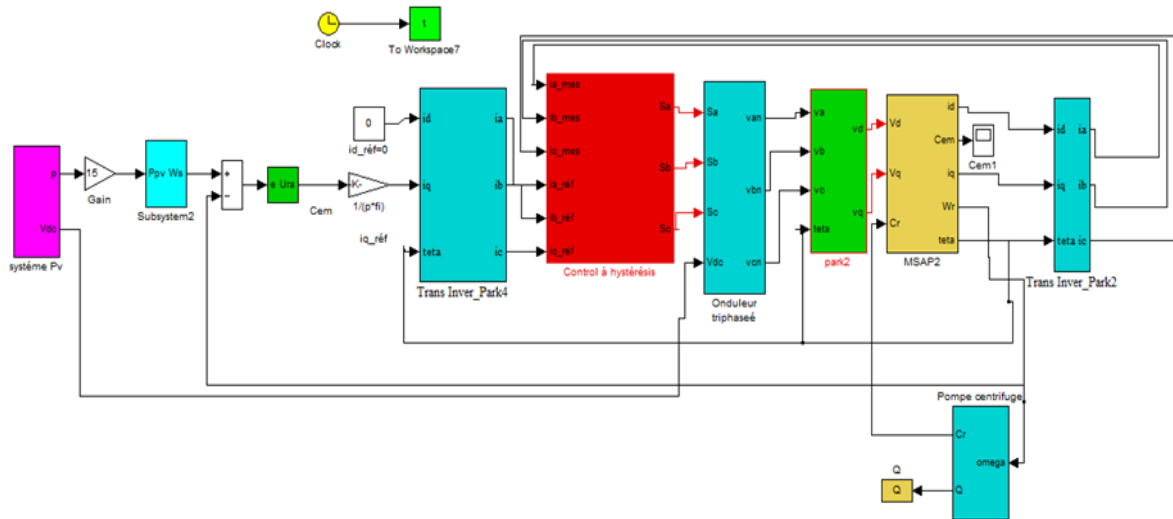 Clock
t
To Workspace7
0
id_réf=0
p
Vdc
systéme Pv
15
Gain
Ppv Ws
Subsystem2
+
−
e Ura
Cem
K-
1/(p*fi)
iq_réf
id
iq
teta
ia
ib
ic
Trans Inver_Park4
ia_mes
ib_mes
ic_mes
ia_réf
ib_réf
ic_réf
Sa
Sb
Sc
Control à hystérésis
Sa
Sb
Sc
Vdc
van
vbn
vcn
Onduleur
triphaseé
va
vb
vc
teta
vd
vq
park2
Vd
Vq
Cr
id
Cem
iq
Wr
teta
MSAP2
Cem1
id
iq
teta
ia
ib
ic
Trans Inver_Park2
Pompe centrifuge
Cr
omega
Q
Q
Q